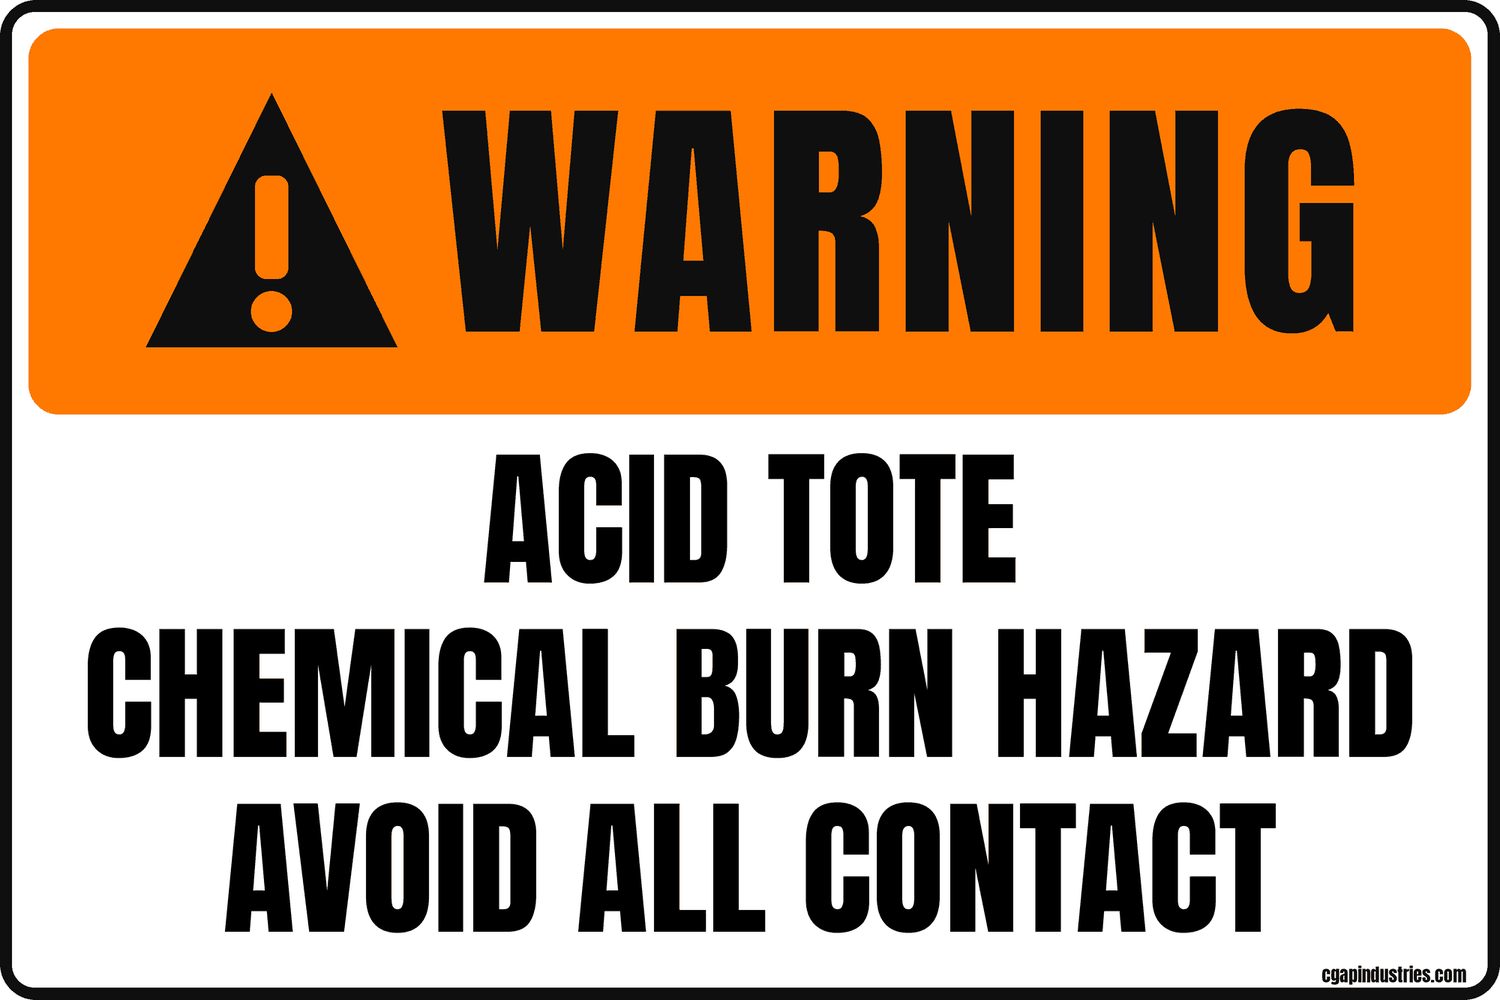 WARNING
ACID TOTE
CHEMICAL BURN HAZARD
AVOID ALL CONTACT
cgapindustries.com